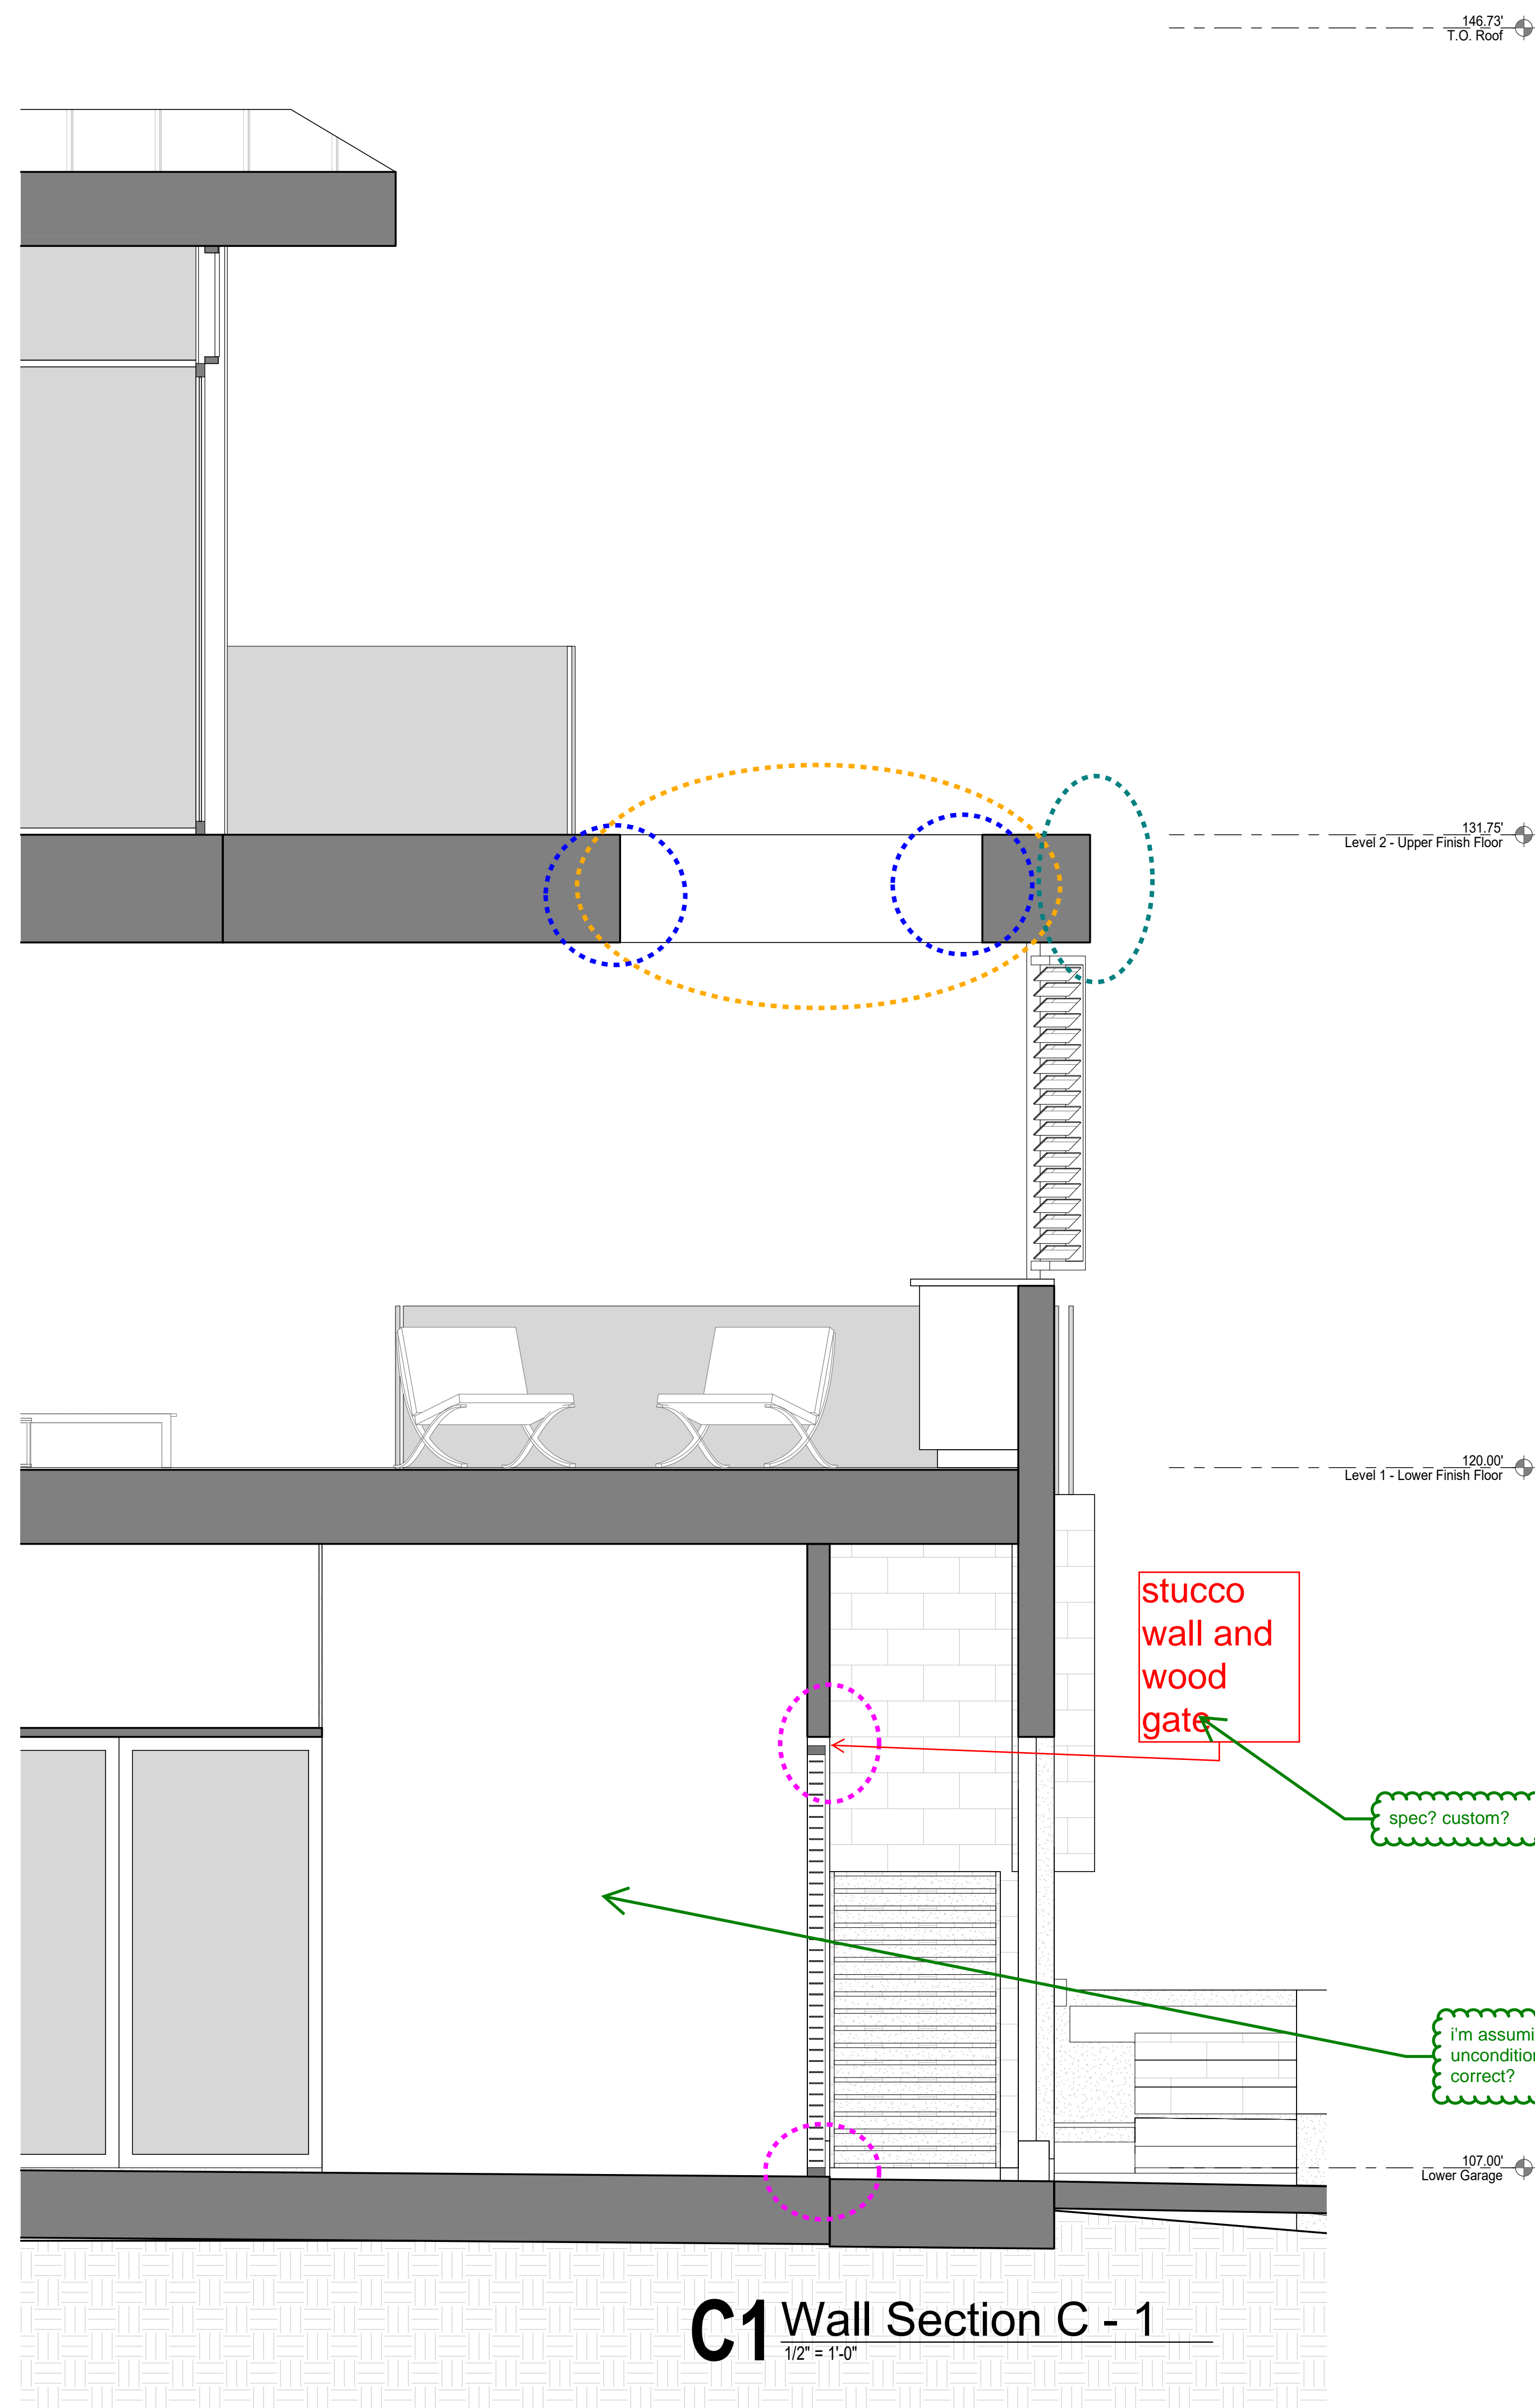 146.73'
T.O. Roof
131.75'
Level 2 - Upper Finish Floor
120.00'
Level 1 - Lower Finish Floor
stucco
wall and
wood
gate
spec? custom?
i'm assumi
uncondition
correct?
107.00'
Lower Garage
C1 Wall Section C - 1
1/2" = 1'-0"